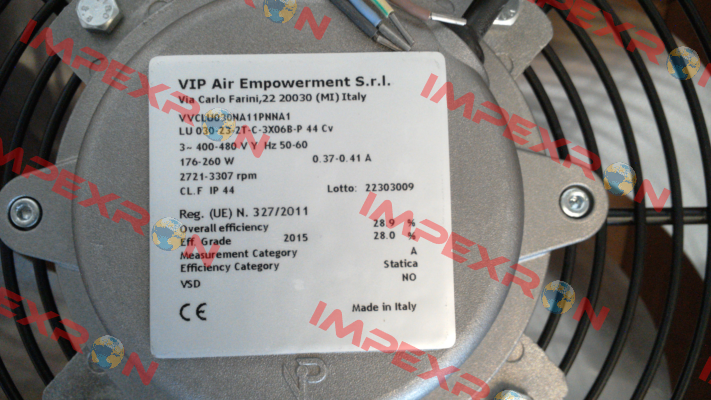 VIP Air Empowerment S.r.l.
Via Carlo Farini,22 20030 (MI) Italy
VVCLU030NA11PNNA1
LU 030-23-2T-C-3X06B-P 44 Cv
3~ 400-480 V Y Hz 50-60
176-260 W 0.37-0.41 A
2721-3307 rpm
CL.F IP 44 Lotto: 22303009
Reg. (UE) N. 327/2011
Overall efficiency 28.9 %
Eff. Grade 2015 28.0 %
Measurement Category A
Efficiency Category Statica
VSD NO
CE Made in Italy
IMPEXRON
IMPEXRON
IMPEXRON
IMPEXRON
IMPEXRON